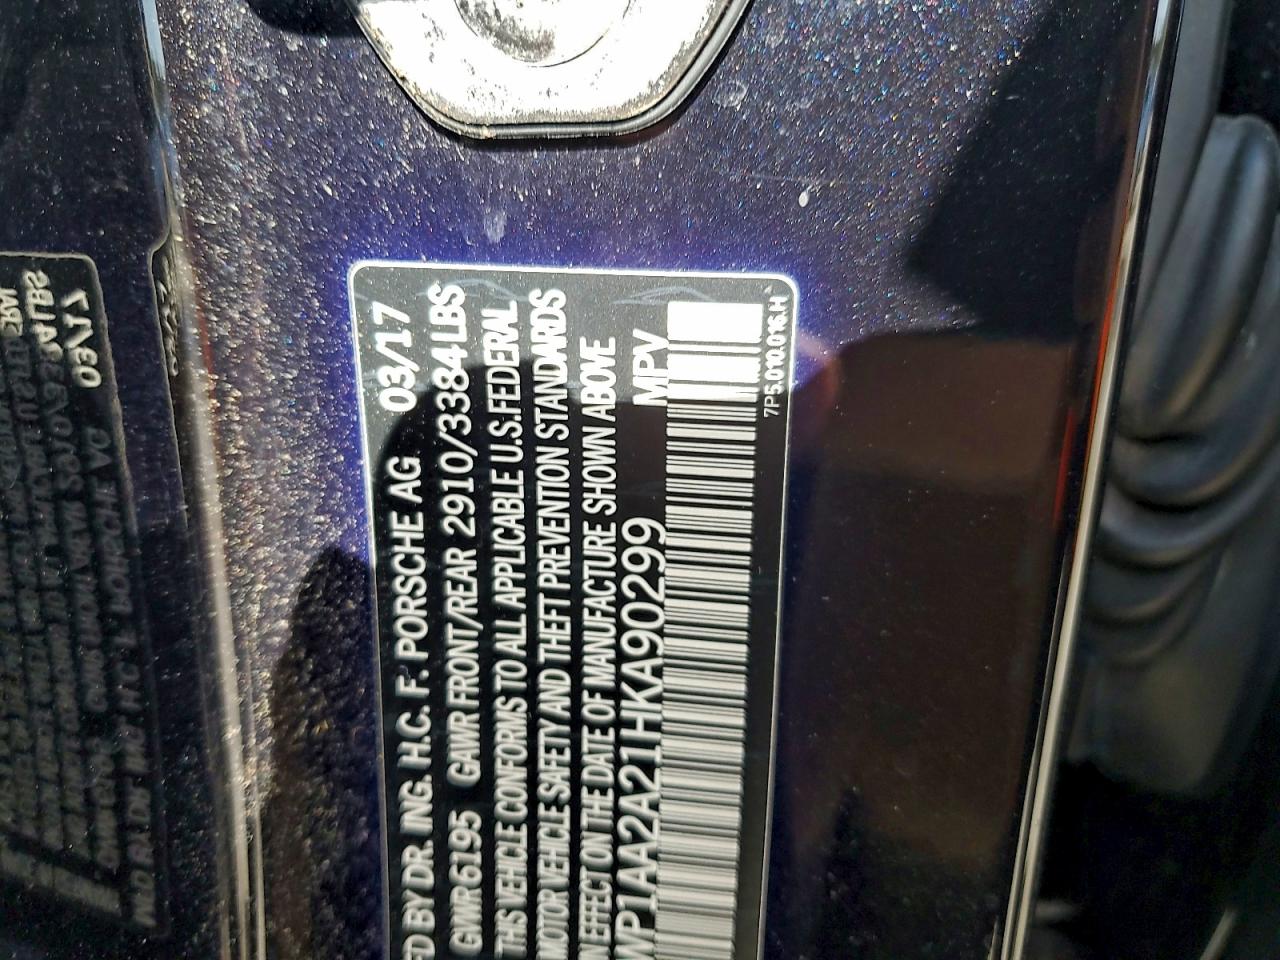 FD BY DR. ING. H.C. F. PORSCHE AG 03/17
GWR 6195 GAWR FRONT/REAR 2910/3384 LBS
THIS VEHICLE CONFORMS TO ALL APPLICABLE U.S. FEDERAL
MOTOR VEHICLE SAFETY AND THEFT PREVENTION STANDARDS
N EFFECT ON THE DATE OF MANUFACTURE SHOWN ABOVE
WP1AA2A21HKA90299 MPV
7P5.010.016.H